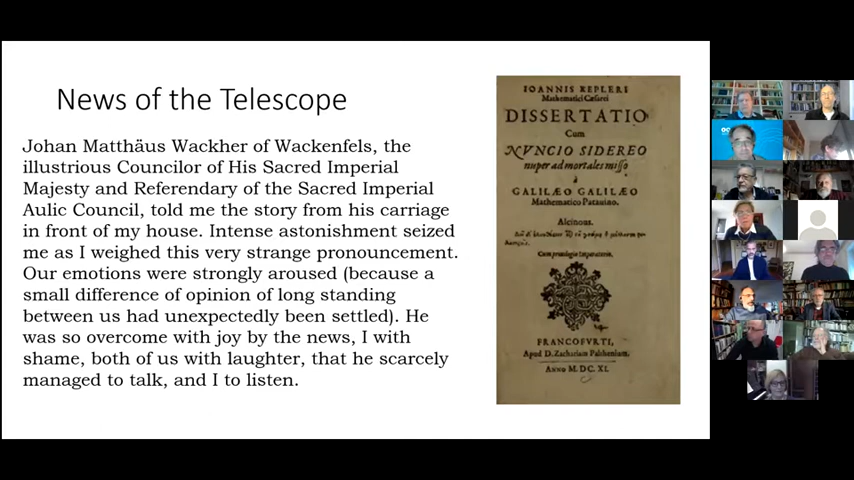 News of the Telescope
Johan Matthäus Wackher of Wackenfels, the
illustrious Councilor of His Sacred Imperial
Majesty and Referendary of the Sacred Imperial
Aulic Council, told me the story from his carriage
in front of my house. Intense astonishment seized
me as I weighed this very strange pronouncement.
Our emotions were strongly aroused (because a
small difference of opinion of long standing
between us had unexpectedly been settled). He
was so overcome with joy by the news, I with
shame, both of us with laughter, that he scarcely
managed to talk, and I to listen.
IOANNIS KEPLERI
Mathematici Cæsarei
DISSERTATIO
Cum
NVNCIO SIDEREO
nuper ad mortales misso
à
GALILÆO GALILÆO
Mathematico Patavino.
Alcinous.
Cum privilegio Imperatorio.
FRANCOFVRTI,
Apud D. Zachariam Palthenium,
ANNO M. DC. XI.